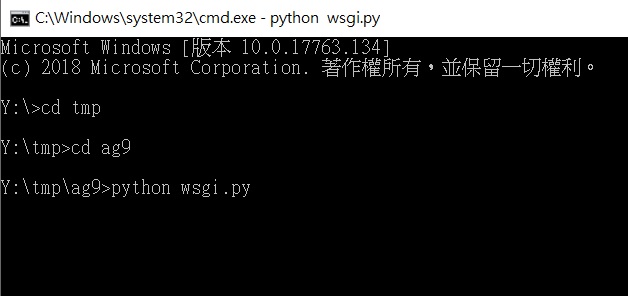 C:\Windows\system32\cmd.exe - python  wsgi.py
Microsoft Windows [版本 10.0.17763.134]
(c) 2018 Microsoft Corporation. 著作權所有，並保留一切權利。
Y:\>cd tmp
Y:\tmp>cd ag9
Y:\tmp\ag9>python wsgi.py